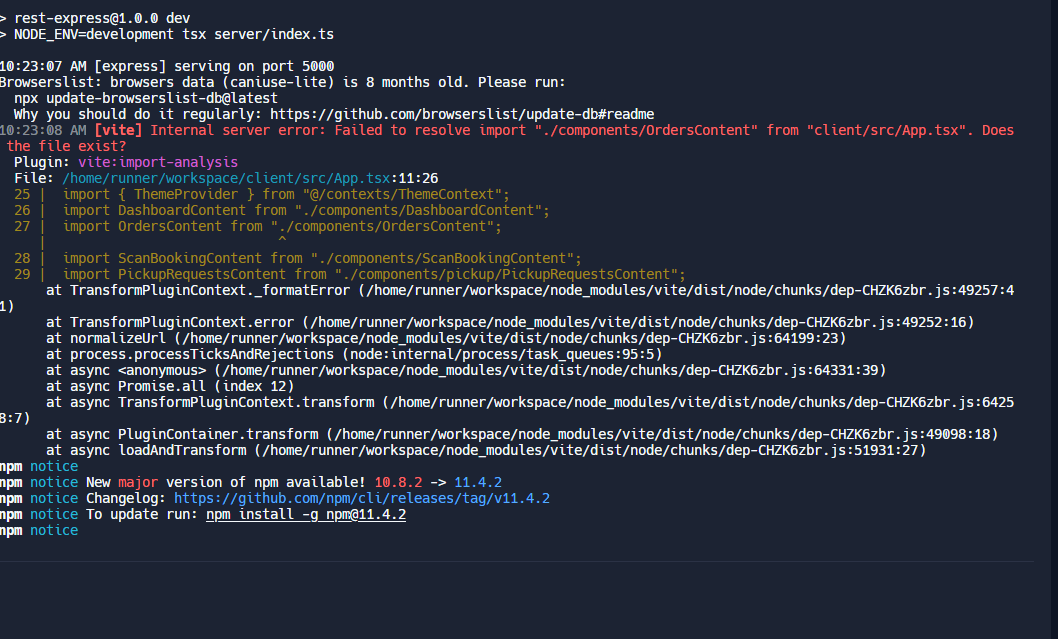 > rest-express@1.0.0 dev
> NODE_ENV=development tsx server/index.ts
10:23:07 AM [express] serving on port 5000
Browserslist: browsers data (caniuse-lite) is 8 months old. Please run:
  npx update-browserslist-db@latest
  Why you should do it regularly: https://github.com/browserslist/update-db#readme
10:23:08 AM [vite] Internal server error: Failed to resolve import "./components/OrdersContent" from "client/src/App.tsx". Does
 the file exist?
  Plugin: vite:import-analysis
  File: /home/runner/workspace/client/src/App.tsx:11:26
  25 |  import { ThemeProvider } from "@/contexts/ThemeContext";
  26 |  import DashboardContent from "./components/DashboardContent";
  27 |  import OrdersContent from "./components/OrdersContent";
     |                             ^
  28 |  import ScanBookingContent from "./components/ScanBookingContent";
  29 |  import PickupRequestsContent from "./components/pickup/PickupRequestsContent";
      at TransformPluginContext._formatError (/home/runner/workspace/node_modules/vite/dist/node/chunks/dep-CHZK6zbr.js:49257:4
1)
      at TransformPluginContext.error (/home/runner/workspace/node_modules/vite/dist/node/chunks/dep-CHZK6zbr.js:49252:16)
      at normalizeUrl (/home/runner/workspace/node_modules/vite/dist/node/chunks/dep-CHZK6zbr.js:64199:23)
      at process.processTicksAndRejections (node:internal/process/task_queues:95:5)
      at async <anonymous> (/home/runner/workspace/node_modules/vite/dist/node/chunks/dep-CHZK6zbr.js:64331:39)
      at async Promise.all (index 12)
      at async TransformPluginContext.transform (/home/runner/workspace/node_modules/vite/dist/node/chunks/dep-CHZK6zbr.js:6425
8:7)
      at async PluginContainer.transform (/home/runner/workspace/node_modules/vite/dist/node/chunks/dep-CHZK6zbr.js:49098:18)
      at async loadAndTransform (/home/runner/workspace/node_modules/vite/dist/node/chunks/dep-CHZK6zbr.js:51931:27)
npm notice
npm notice New major version of npm available! 10.8.2 -> 11.4.2
npm notice Changelog: https://github.com/npm/cli/releases/tag/v11.4.2
npm notice To update run: npm install -g npm@11.4.2
npm notice